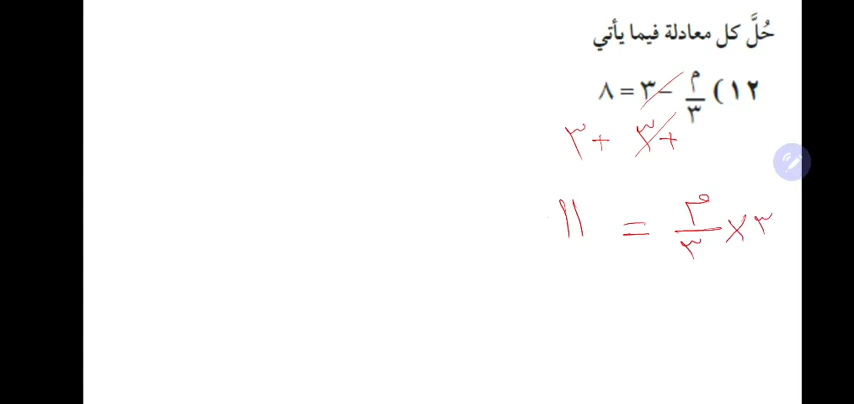 حُلَّ كل معادلة فيما يأتي
١٢) م/٣ − ٣ = ٨
+٣ +٣
٣ × م/٣ = ١١